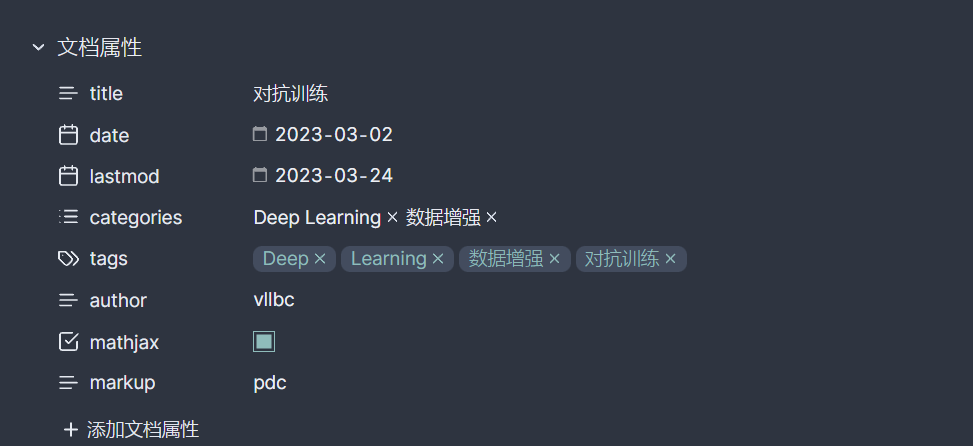 文档属性
title 对抗训练
date 2023-03-02
lastmod 2023-03-24
categories Deep Learning × 数据增强 ×
tags Deep × Learning × 数据增强 × 对抗训练 ×
author vllbc
mathjax
markup pdc
+ 添加文档属性